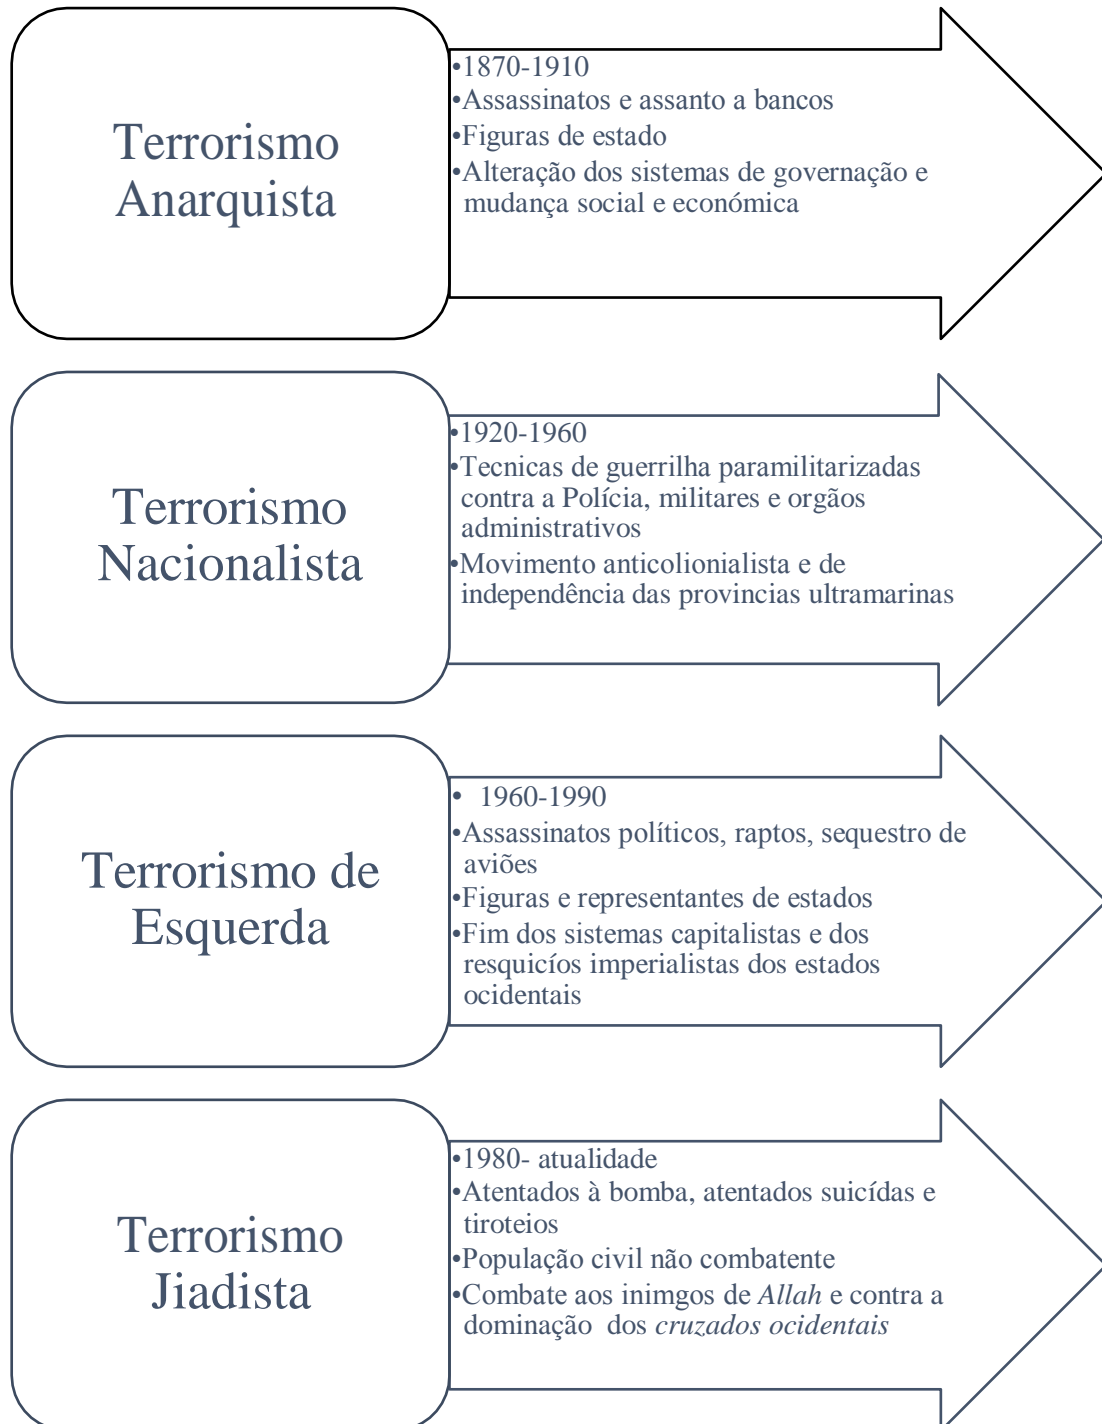 Terrorismo
Anarquista
•1870-1910
•Assassinatos e assanto a bancos
•Figuras de estado
•Alteração dos sistemas de governação e
mudança social e económica
Terrorismo
Nacionalista
•1920-1960
•Tecnicas de guerrilha paramilitarizadas
contra a Polícia, militares e orgãos
administrativos
•Movimento anticolionialista e de
independência das provincias ultramarinas
Terrorismo de
Esquerda
• 1960-1990
•Assassinatos políticos, raptos, sequestro de
aviões
•Figuras e representantes de estados
•Fim dos sistemas capitalistas e dos
resquicíos imperialistas dos estados
ocidentais
Terrorismo
Jiadista
•1980- atualidade
•Atentados à bomba, atentados suicídas e
tiroteios
•População civil não combatente
•Combate aos inimgos de Allah e contra a
dominação dos cruzados ocidentais